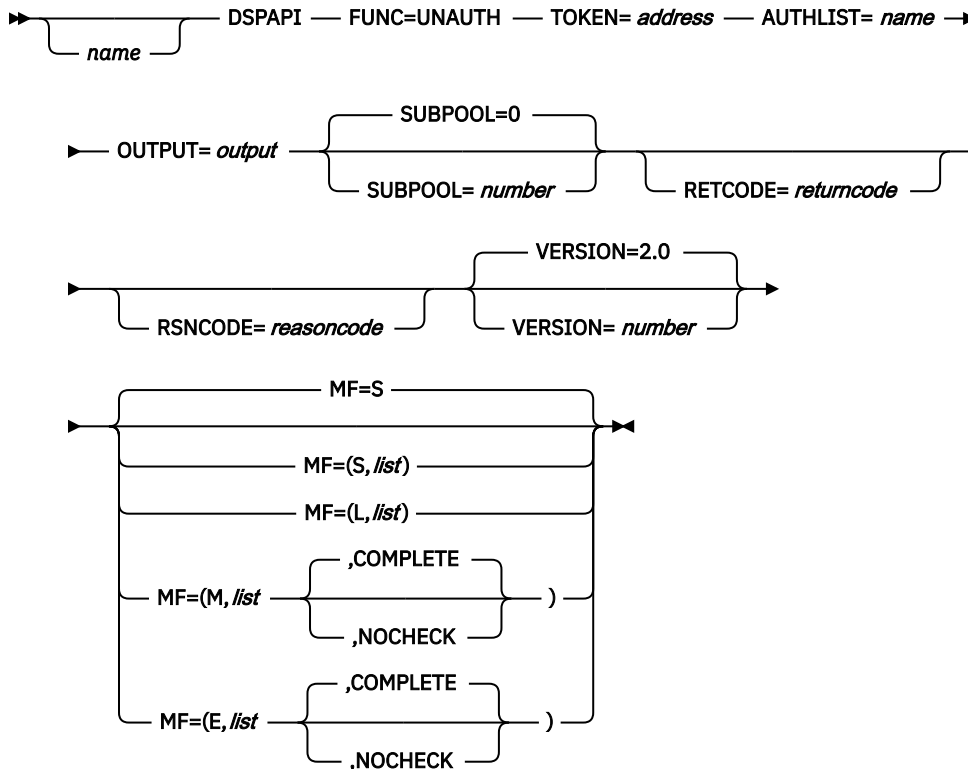 DSPAPI FUNC=UNAUTH TOKEN= address AUTHLIST= name
name
SUBPOOL=0
OUTPUT= output
SUBPOOL= number
RETCODE= returncode
VERSION=2.0
RSNCODE= reasoncode
VERSION= number
MF=S
MF=(S,list)
MF=(L,list)
,COMPLETE
MF=(M,list )
,NOCHECK
,COMPLETE
MF=(E,list )
,NOCHECK